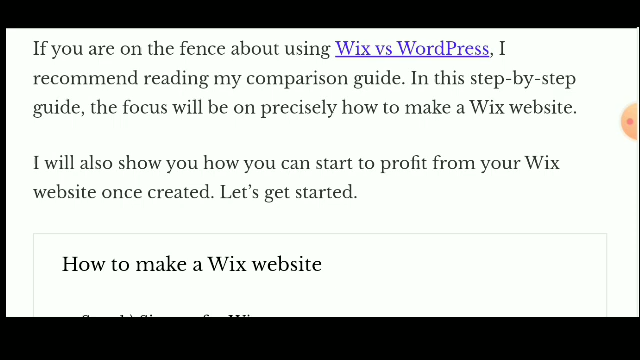 If you are on the fence about using Wix vs WordPress, I
recommend reading my comparison guide. In this step-by-step
guide, the focus will be on precisely how to make a Wix website.
I will also show you how you can start to profit from your Wix
website once created. Let's get started.
How to make a Wix website